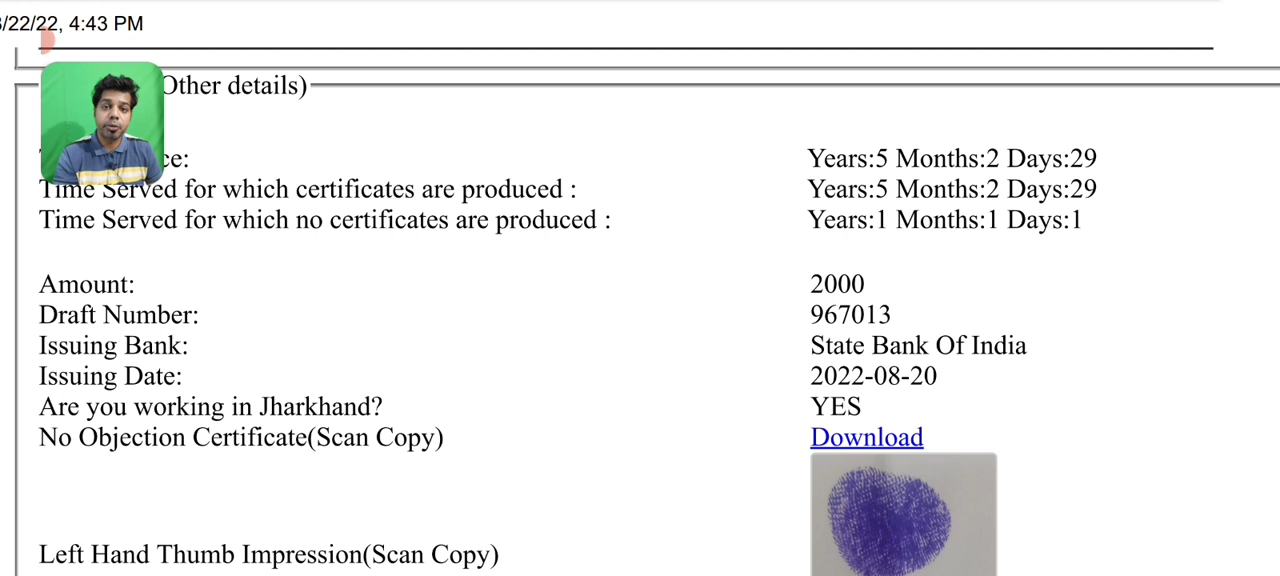 /22/22, 4:43 PM
Other details)
ce:
Years:5 Months:2 Days:29
Time Served for which certificates are produced :
Years:5 Months:2 Days:29
Time Served for which no certificates are produced :
Years:1 Months:1 Days:1
Amount:
2000
Draft Number:
967013
Issuing Bank:
State Bank Of India
Issuing Date:
2022-08-20
Are you working in Jharkhand?
YES
No Objection Certificate(Scan Copy)
Download
Left Hand Thumb Impression(Scan Copy)